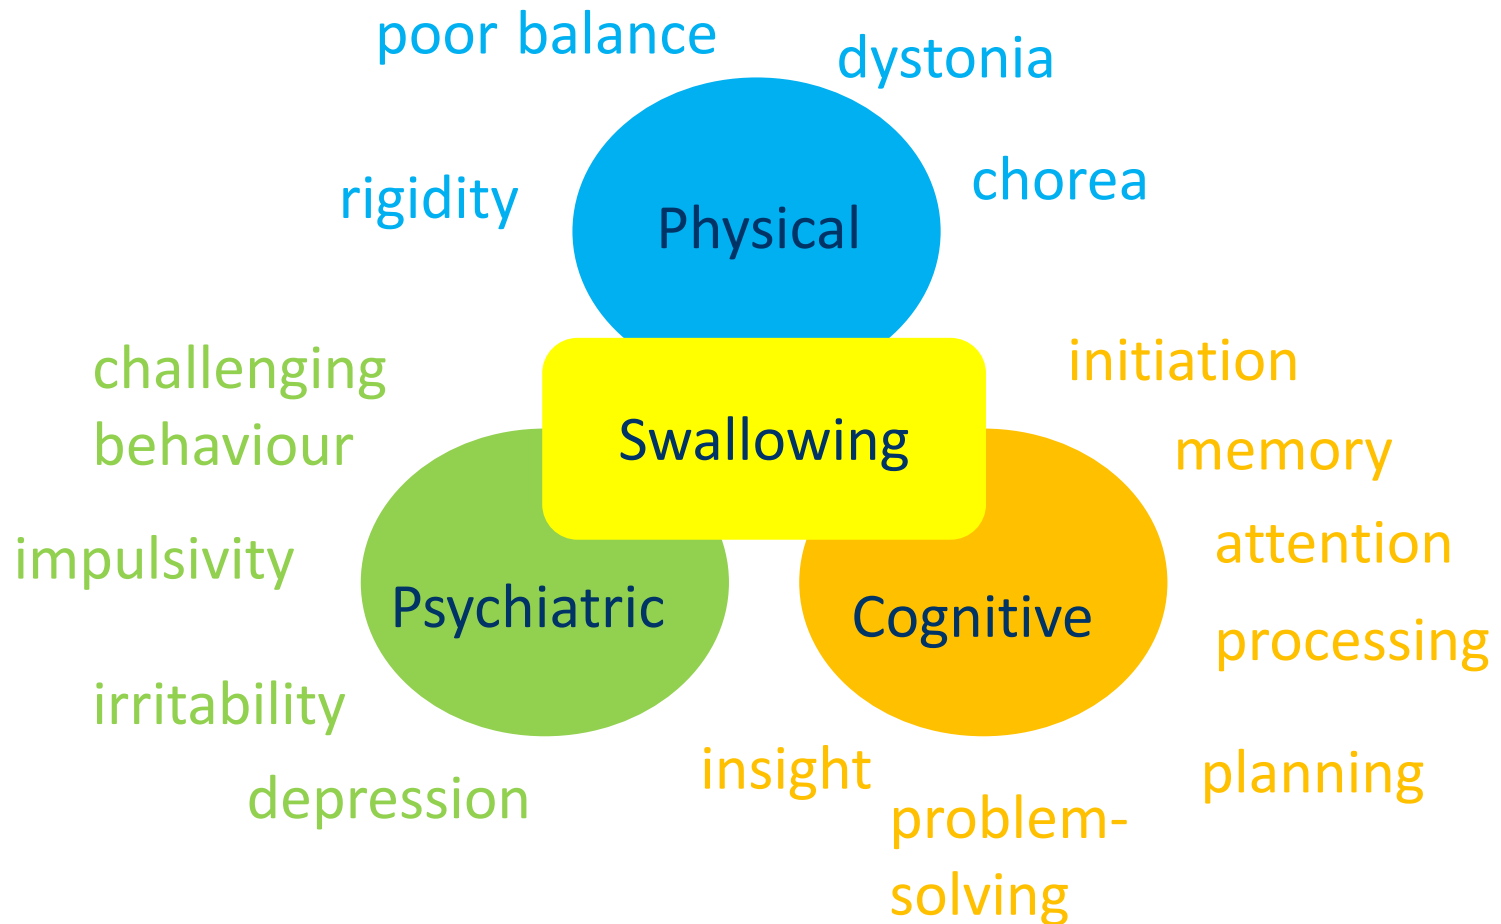 poor balance
dystonia
rigidity
Physical
chorea
challenging
behaviour
Swallowing
initiation
memory
impulsivity
attention
Psychiatric
Cognitive
processing
irritability
depression
insight
planning
problem-
solving